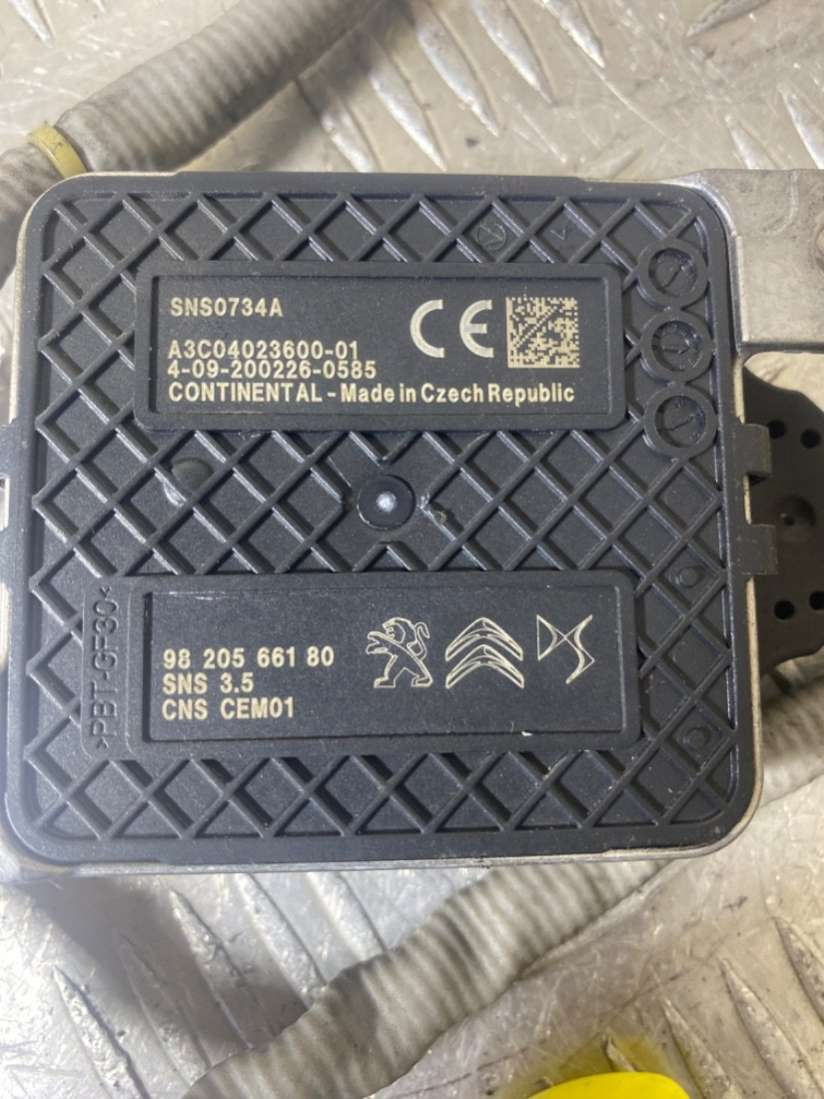 SNS0734A
CE
A3C04023600-01
4-09-200226-0585
CONTINENTAL - Made in Czech Republic
>PBT-GF30<
98 205 661 80
SNS 3.5
CNS CEM01